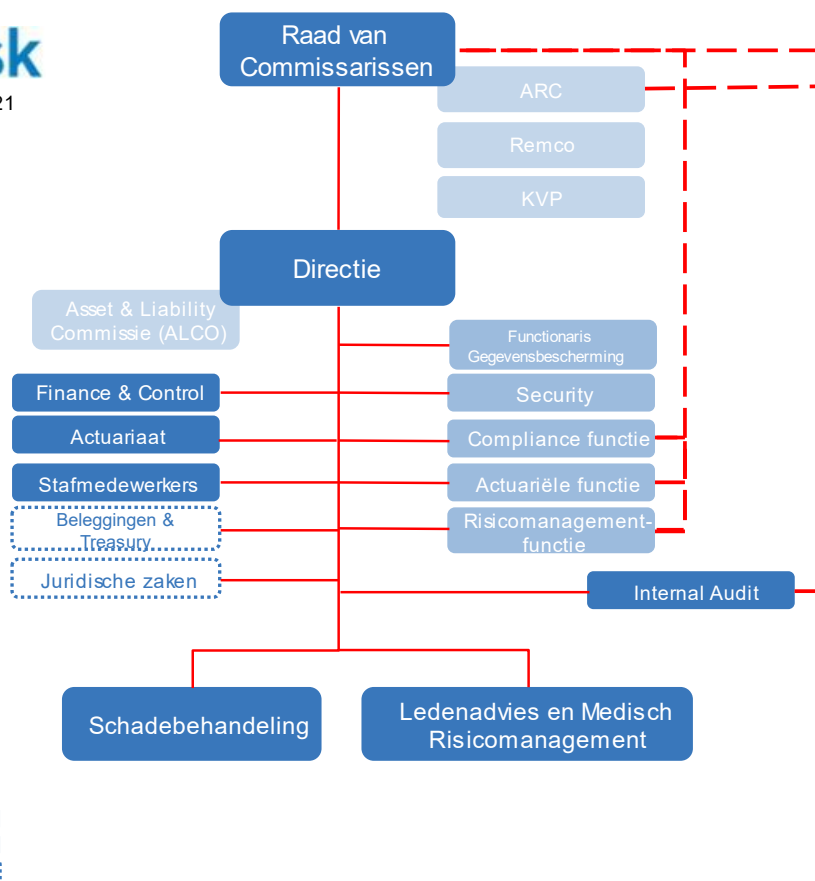 sk
21
Raad van
Commissarissen
ARC
Remco
KVP
Directie
Asset & Liability
Commissie (ALCO)
Functionaris
Gegevensbescherming
Finance & Control
Security
Actuariaat
Compliance functie
Stafmedewerkers
Actuariële functie
Beleggingen &
Treasury
Risicomanagement-
functie
Juridische zaken
Internal Audit
Schadebehandeling
Ledenadvies en Medisch
Risicomanagement